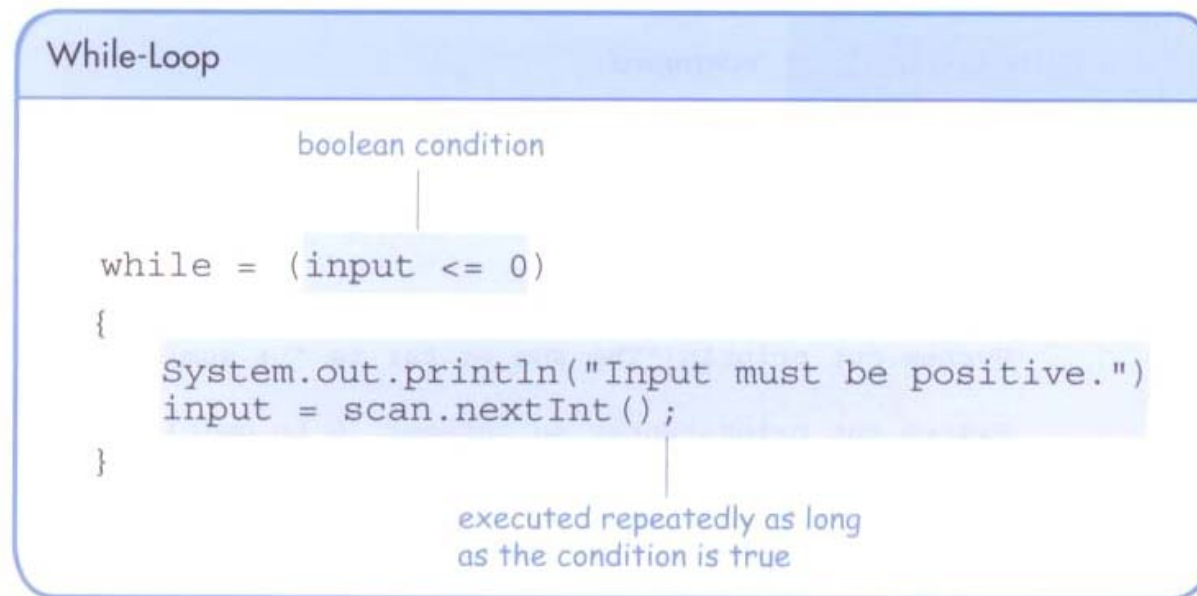 While-Loop
boolean condition
while = (input <= 0)
{
System.out.println("Input must be positive.")
input = scan.nextInt();
}
executed repeatedly as long
as the condition is true